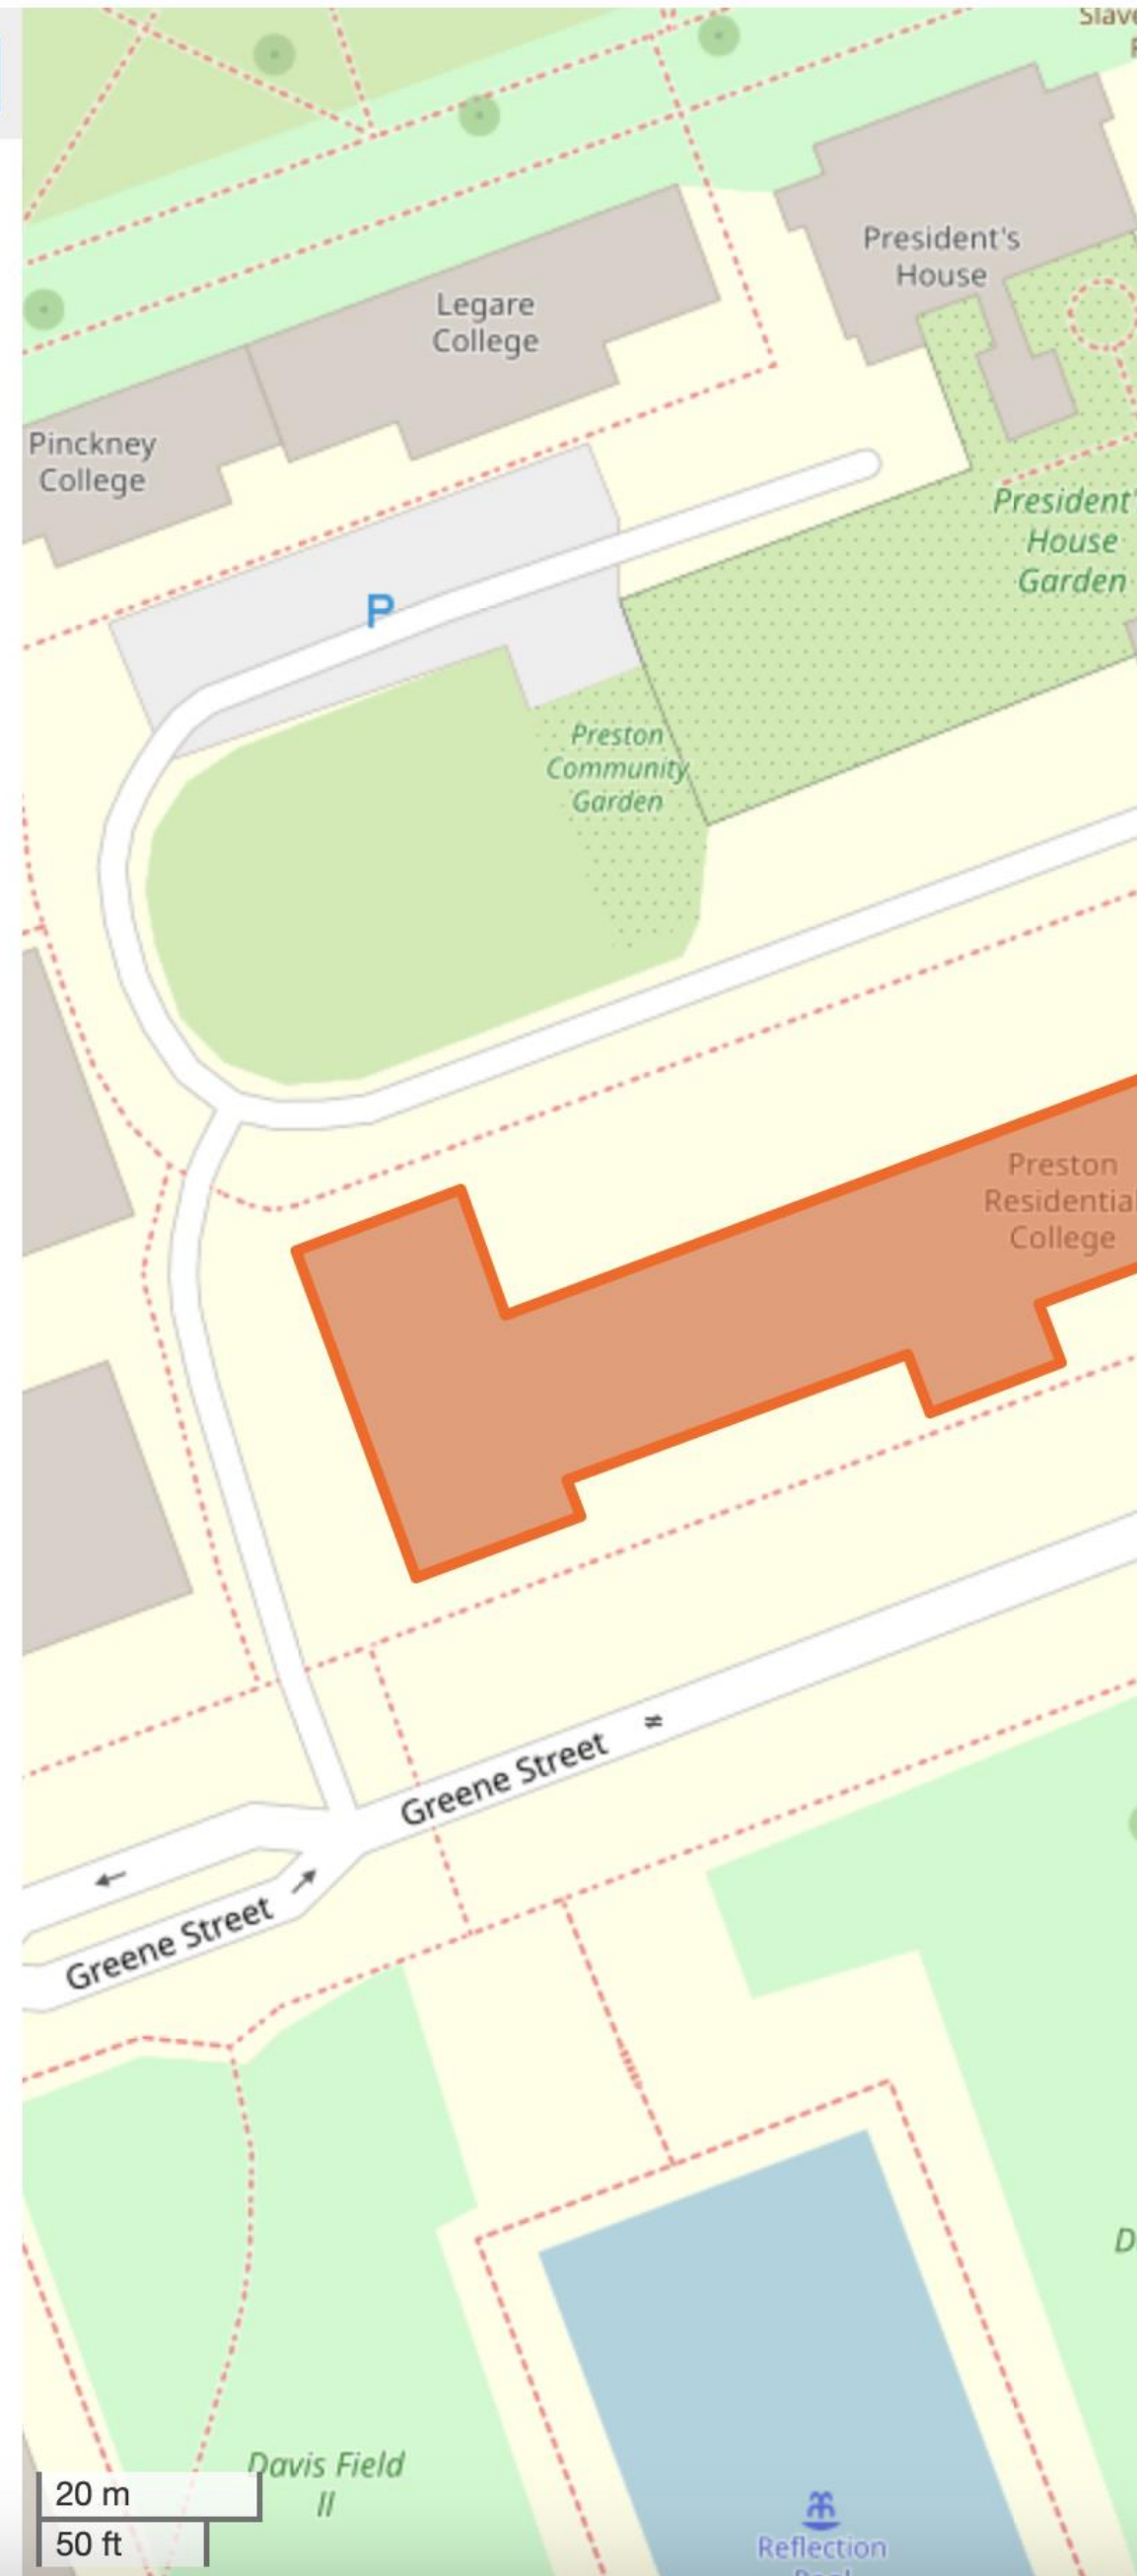 President's
House
Legare
College
Pinckney
College
President'
House
Garden
P
Preston
Community
Garden
Preston
Residential
College
Greene Street
Greene Street
Davis Field
II
20 m
50 ft
Reflection